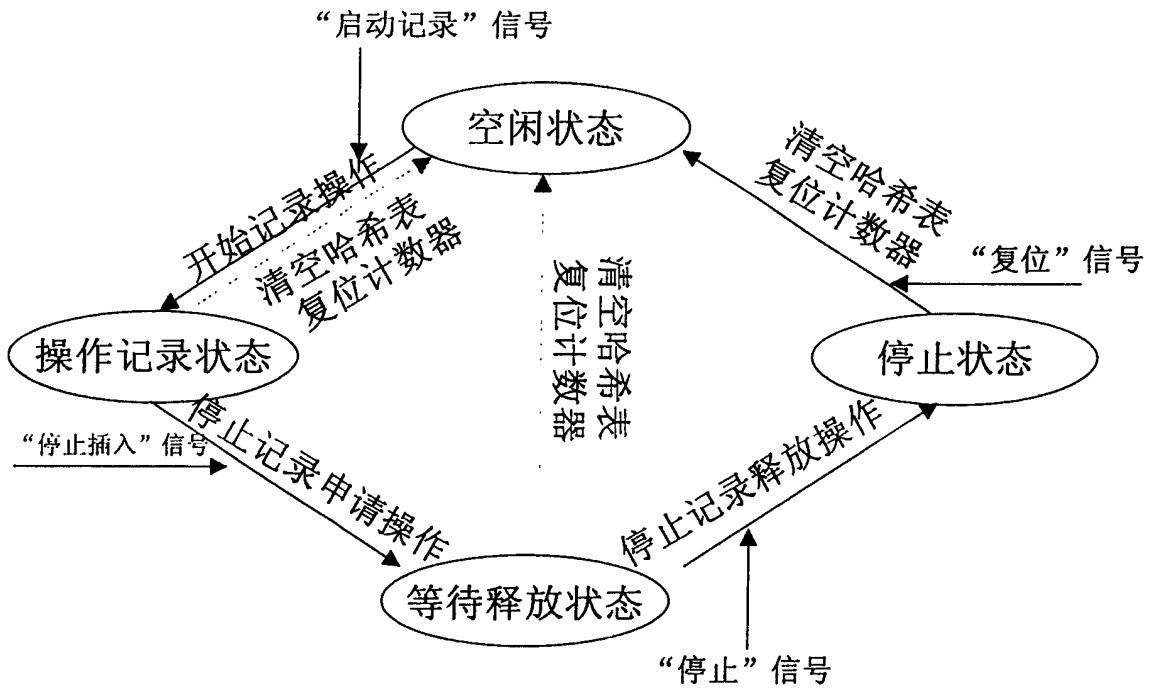 “启动记录”信号
空闲状态
开始记录操作
清空哈希表
复位计数器
清空哈希表
复位计数器
“复位”信号
清空哈希表
复位计数器
操作记录状态
停止状态
“停止插入”信号
停止记录申请操作
停止记录释放操作
等待释放状态
“停止”信号